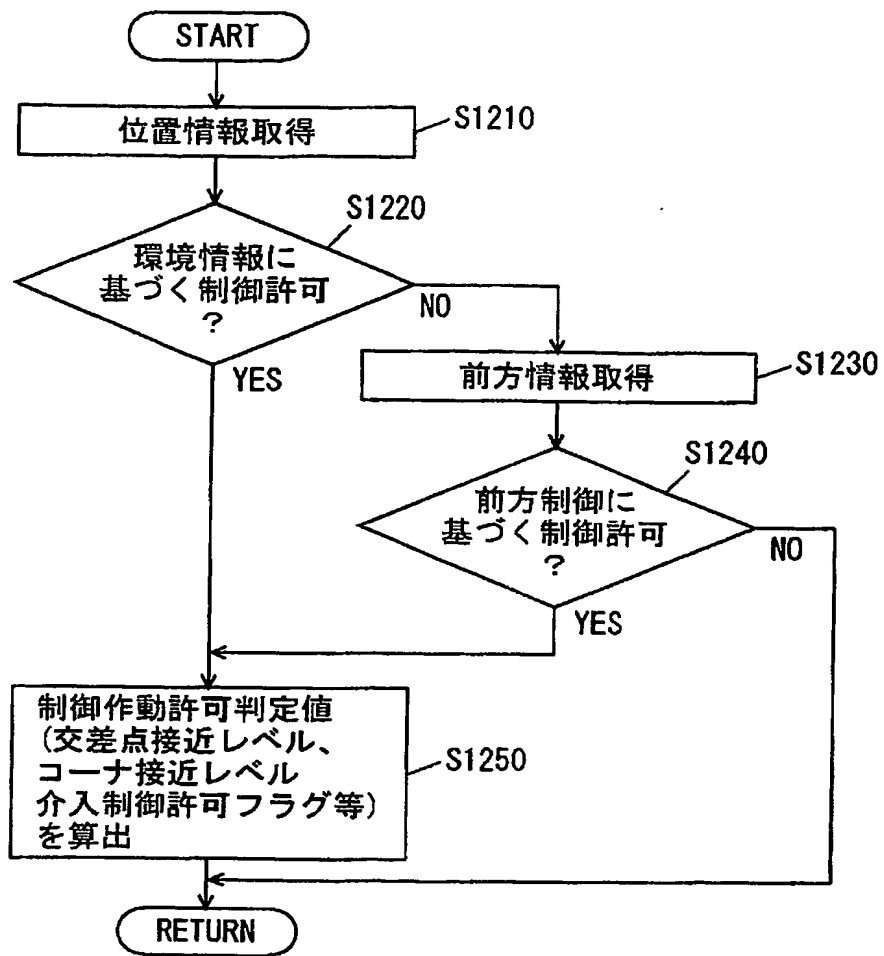 START
位置情報取得
S1210
S1220
環境情報に
基づく制御許可
?
NO
YES
前方情報取得
S1230
S1240
前方制御に
基づく制御許可
?
NO
YES
制御作動許可判定値
(交差点接近レベル、
コーナ接近レベル
介入制御許可フラグ等)
を算出
S1250
RETURN